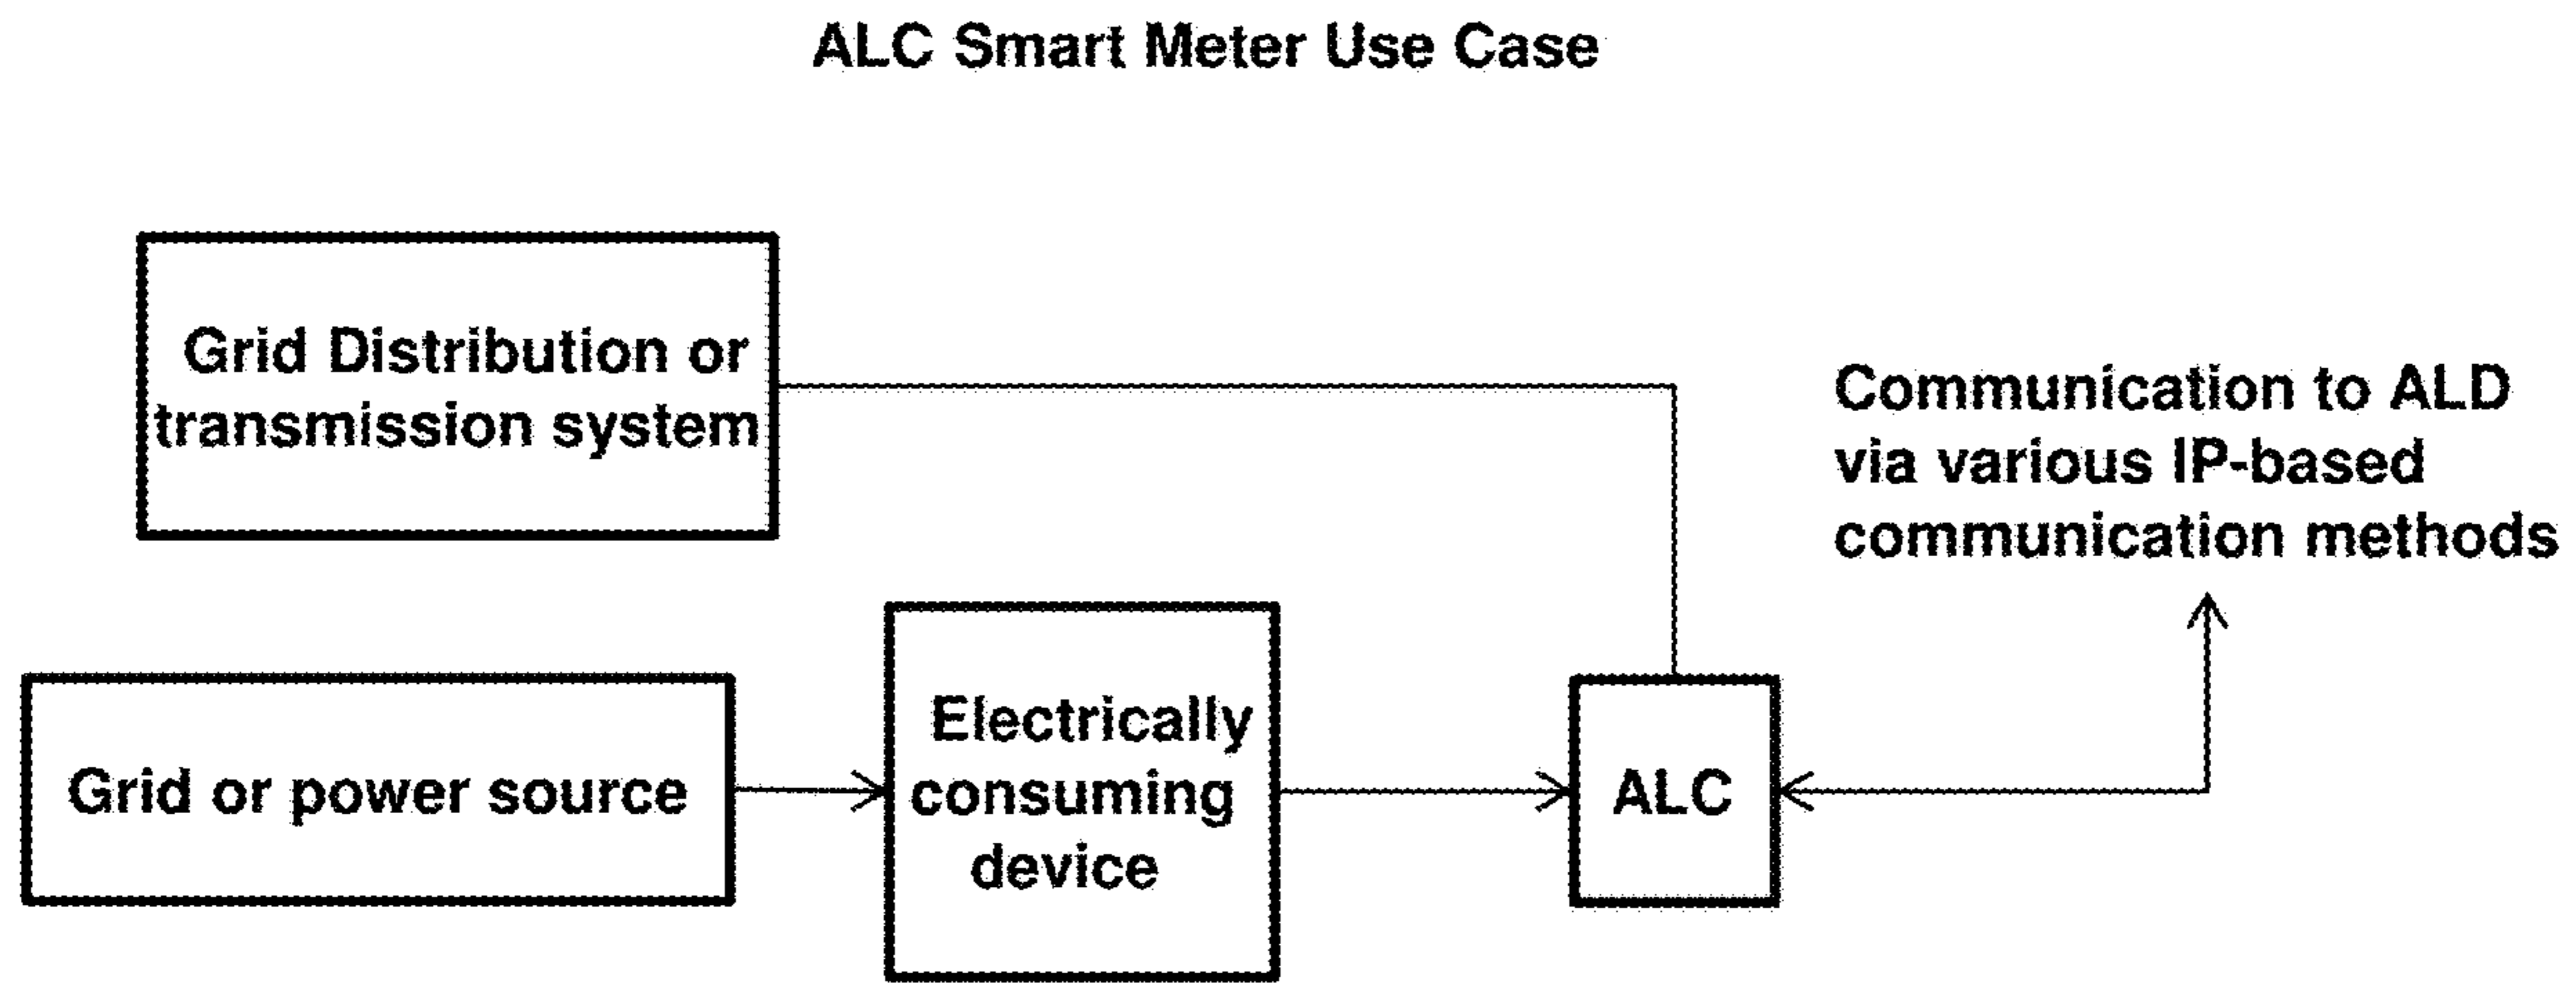 ALC Smart Meter Use Case
Grid Distribution or
transmission system
Communication to ALD
via various IP-based
communication methods
Grid or power source
Electrically
consuming
device
ALC